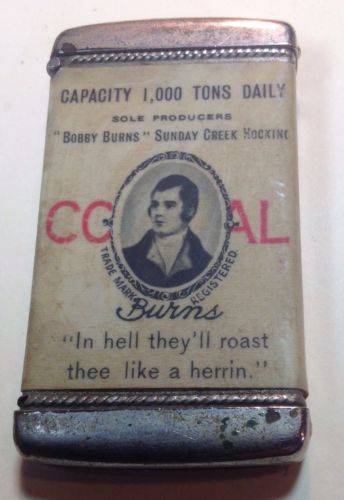 CAPACITY 1,000 TONS DAILY
SOLE PRODUCERS
"BOBBY BURNS" SUNDAY CREEK HOCKING
COAL
TRADE MARK REGISTERED
Burns
"In hell they'll roast
thee like a herrin."